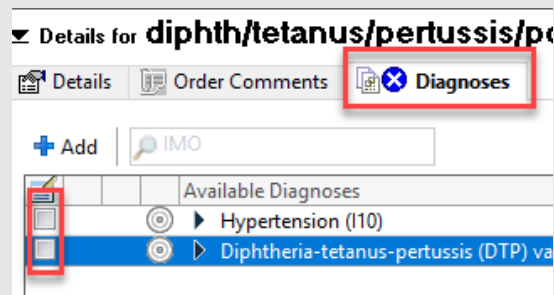 Details for diphth/tetanus/pertussis/po
Details Order Comments Diagnoses
Add IMO
Available Diagnoses
Hypertension (I10)
Diphtheria-tetanus-pertussis (DTP) va